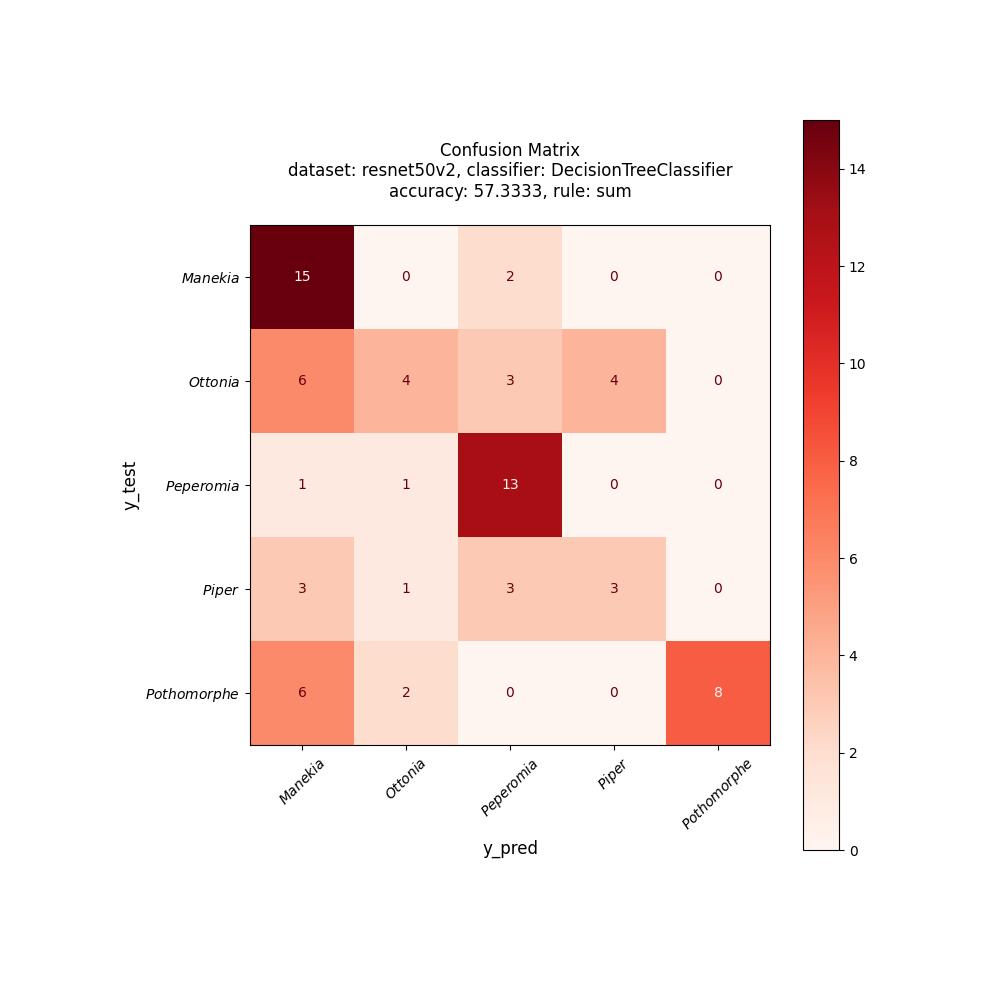 Confusion Matrix
dataset: resnet50v2, classifier: DecisionTreeClassifier
accuracy: 57.3333, rule: sum
y_test
Manekia 15 0 2 0 0
Ottonia 6 4 3 4 0
Peperomia 1 1 13 0 0
Piper 3 1 3 3 0
Pothomorphe 6 2 0 0 8
Manekia Ottonia Peperomia Piper Pothomorphe
y_pred
14
12
10
8
6
4
2
0